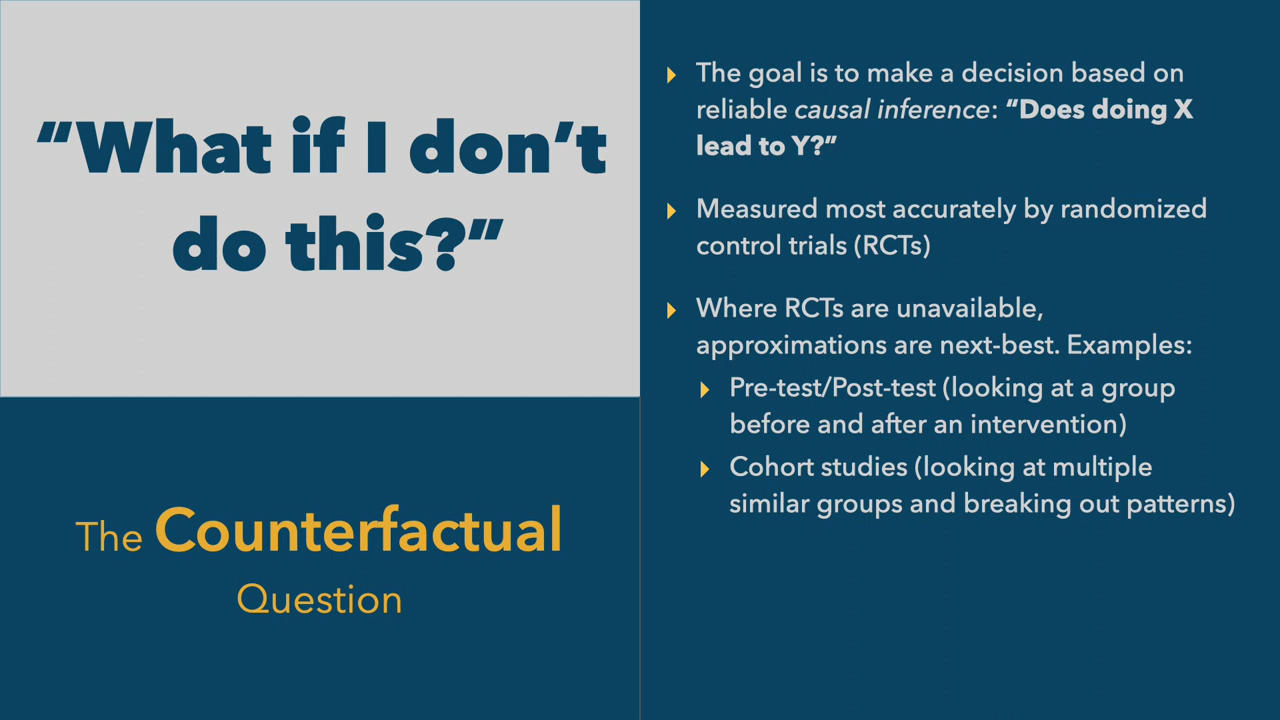 “What if I don’t
do this?”
The Counterfactual
Question
The goal is to make a decision based on
reliable causal inference: “Does doing X
lead to Y?”
Measured most accurately by randomized
control trials (RCTs)
Where RCTs are unavailable,
approximations are next-best. Examples:
Pre-test/Post-test (looking at a group
before and after an intervention)
Cohort studies (looking at multiple
similar groups and breaking out patterns)